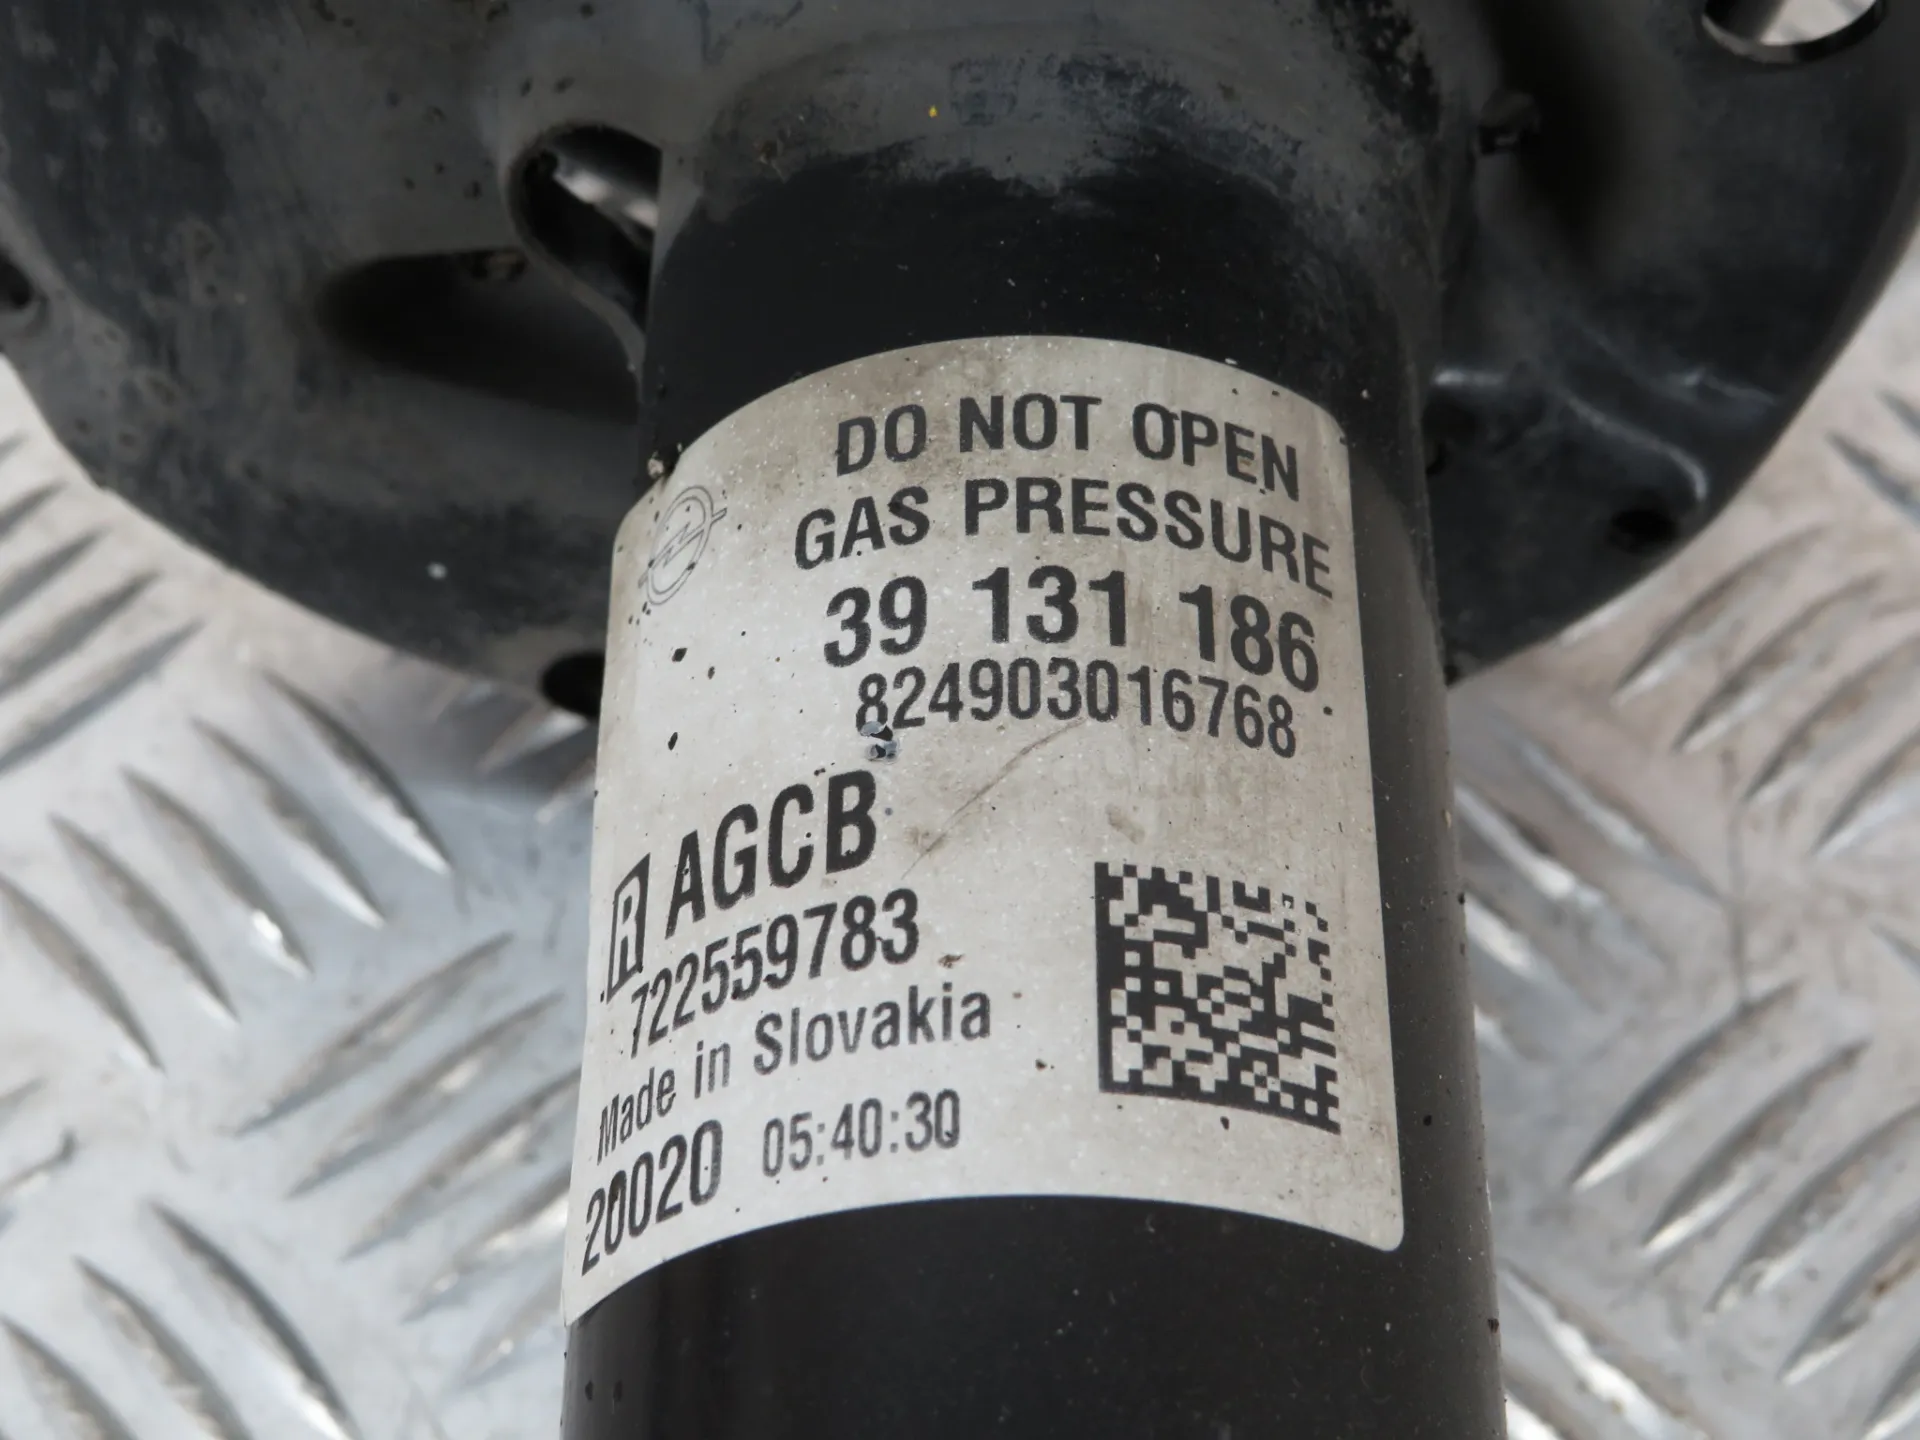 DO NOT OPEN
GAS PRESSURE
39 131 186
824903016768
R AGCB
722559783
Made in Slovakia
20020 05:40:30